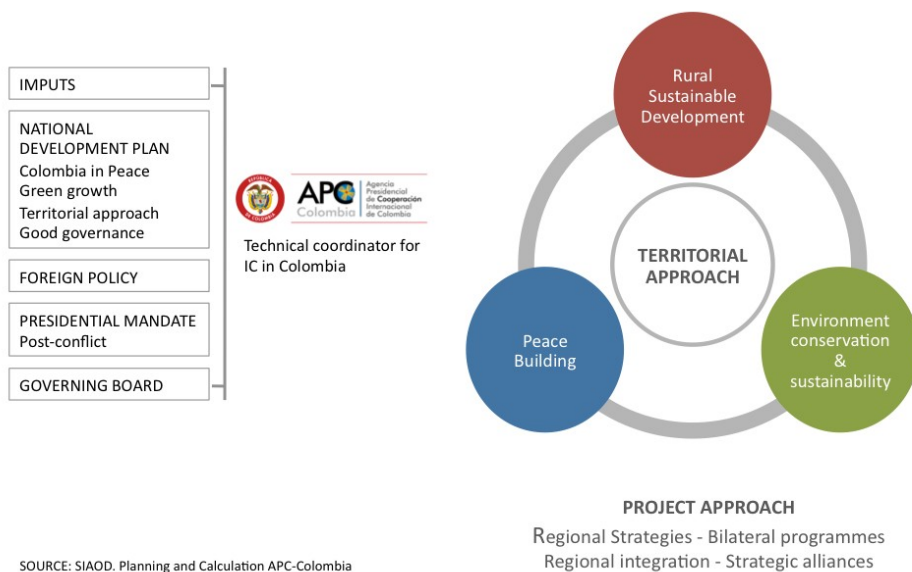 IMPUTS
NATIONAL
DEVELOPMENT PLAN
Colombia in Peace
Green growth
Territorial approach
Good governance
FOREIGN POLICY
PRESIDENTIAL MANDATE
Post-conflict
GOVERNING BOARD
APC
Colombia
Agencia
Presidencial
de Cooperación
Internacional
de Colombia
Technical coordinator for
IC in Colombia
Rural
Sustainable
Development
TERRITORIAL
APPROACH
Peace
Building
Environment
conservation
&
sustainability
PROJECT APPROACH
Regional Strategies - Bilateral programmes
Regional integration - Strategic alliances
SOURCE: SIAOD. Planning and Calculation APC-Colombia